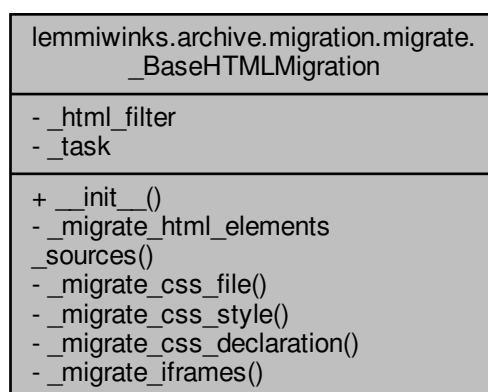 lemmiwinks.archive.migration.migrate.
_BaseHTMLMigration
- _html_filter
- _task
+ __init__()
- _migrate_html_elements
_sources()
- _migrate_css_file()
- _migrate_css_style()
- _migrate_css_declaration()
- _migrate_iframes()